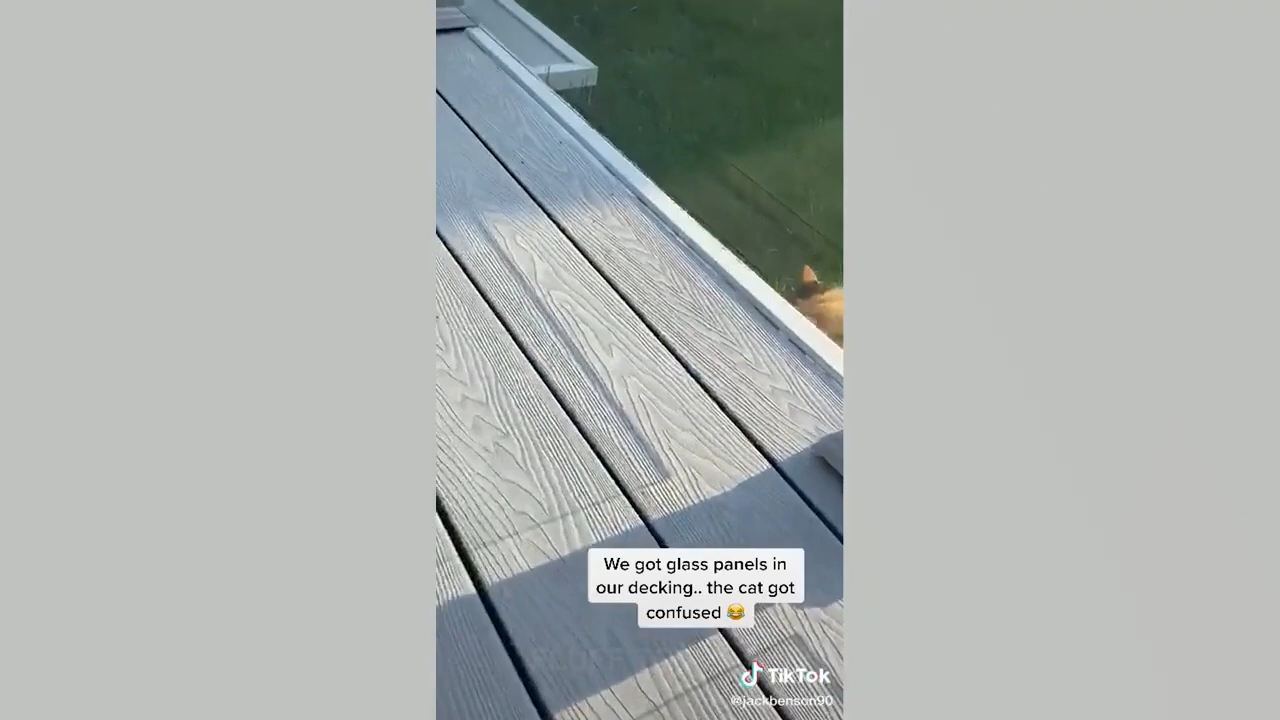 We got glass panels in
our decking.. the cat got
confused 😂
TikTok
@jackbenson90